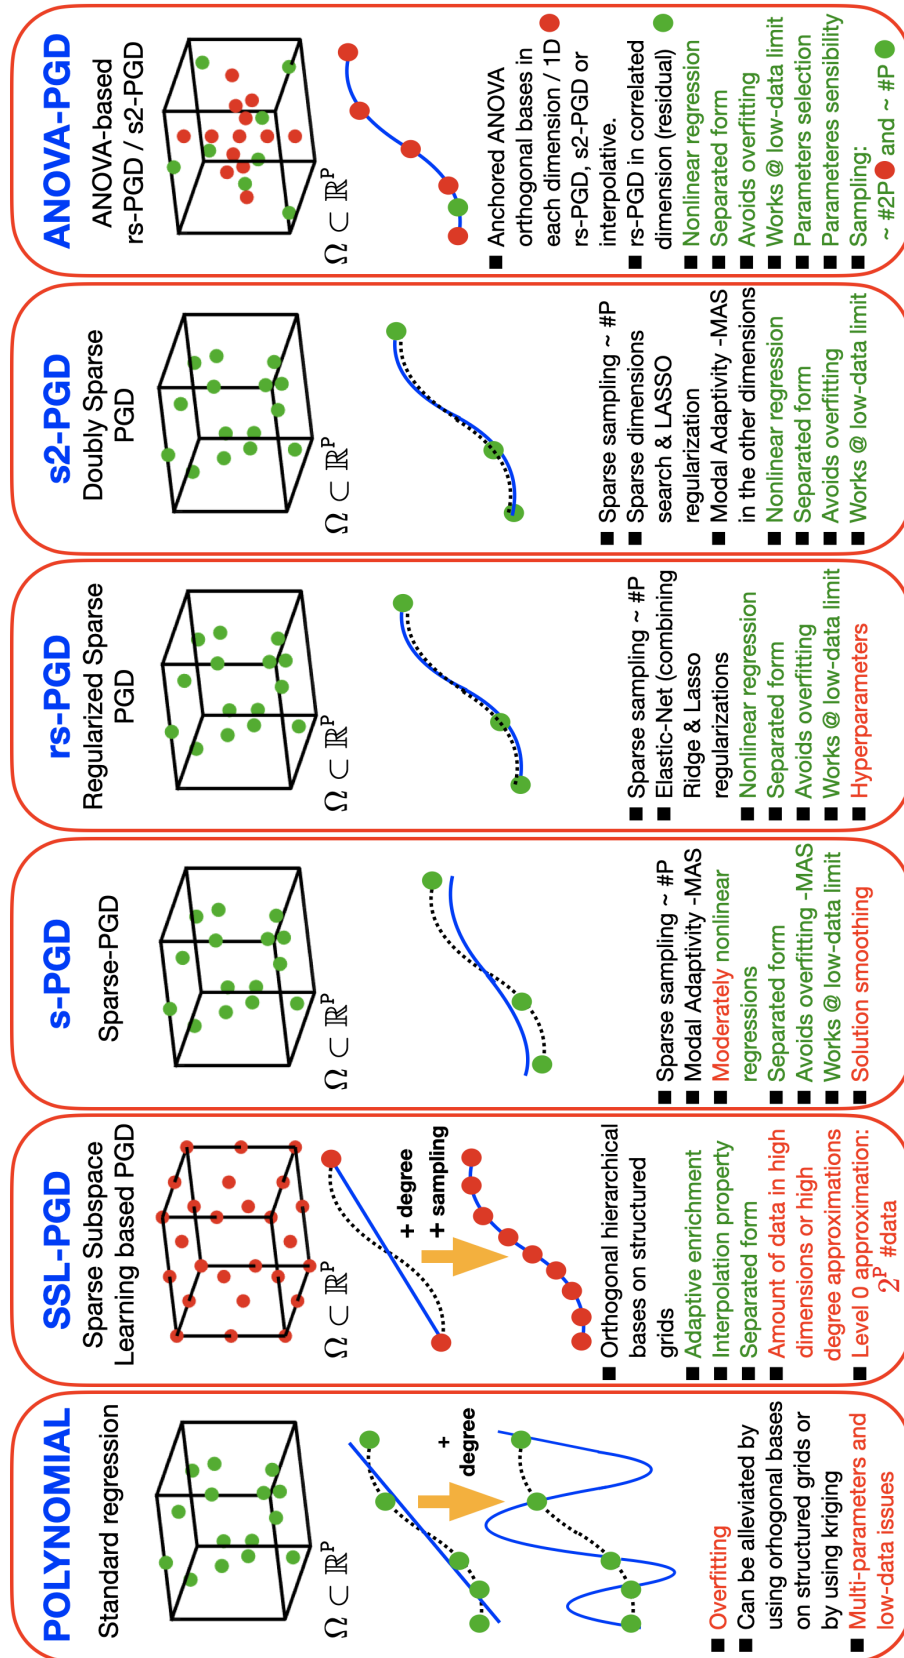 POLYNOMIAL
Standard regression
Ω ⊂ ℝᴾ
+
degree
■ Overfitting
■ Can be alleviated by
using orhogonal bases
on structured grids or
by using kriging
■ Multi-parameters and
low-data issues
SSL-PGD
Sparse Subspace
Learning based PGD
Ω ⊂ ℝᴾ
+ degree
+ sampling
■ Orthogonal hierarchical
bases on structured
grids
■ Adaptive enrichment
■ Interpolation property
■ Separated form
■ Amount of data in high
dimensions or high
degree approximations
■ Level 0 approximation:
2ᴾ #data
s-PGD
Sparse-PGD
Ω ⊂ ℝᴾ
■ Sparse sampling ~ #P
■ Modal Adaptivity -MAS
■ Moderately nonlinear
regressions
■ Separated form
■ Avoids overfitting -MAS
■ Works @ low-data limit
■ Solution smoothing
rs-PGD
Regularized Sparse
PGD
Ω ⊂ ℝᴾ
■ Sparse sampling ~ #P
■ Elastic-Net (combining
Ridge & Lasso
regularizations
■ Nonlinear regression
■ Separated form
■ Avoids overfitting
■ Works @ low-data limit
■ Hyperparameters
s2-PGD
Doubly Sparse
PGD
Ω ⊂ ℝᴾ
■ Sparse sampling ~ #P
■ Sparse dimensions
search & LASSO
regularization
■ Modal Adaptivity -MAS
in the other dimensions
■ Nonlinear regression
■ Separated form
■ Avoids overfitting
■ Works @ low-data limit
ANOVA-PGD
ANOVA-based
rs-PGD / s2-PGD
Ω ⊂ ℝᴾ
■ Anchored ANOVA
orthogonal bases in
each dimension / 1D
rs-PGD, s2-PGD or
interpolative.
■ rs-PGD in correlated
dimension (residual)
■ Nonlinear regression
■ Separated form
■ Avoids overfitting
■ Works @ low-data limit
■ Parameters selection
■ Parameteres sensibility
■ Sampling:
~ #2P and ~ #P